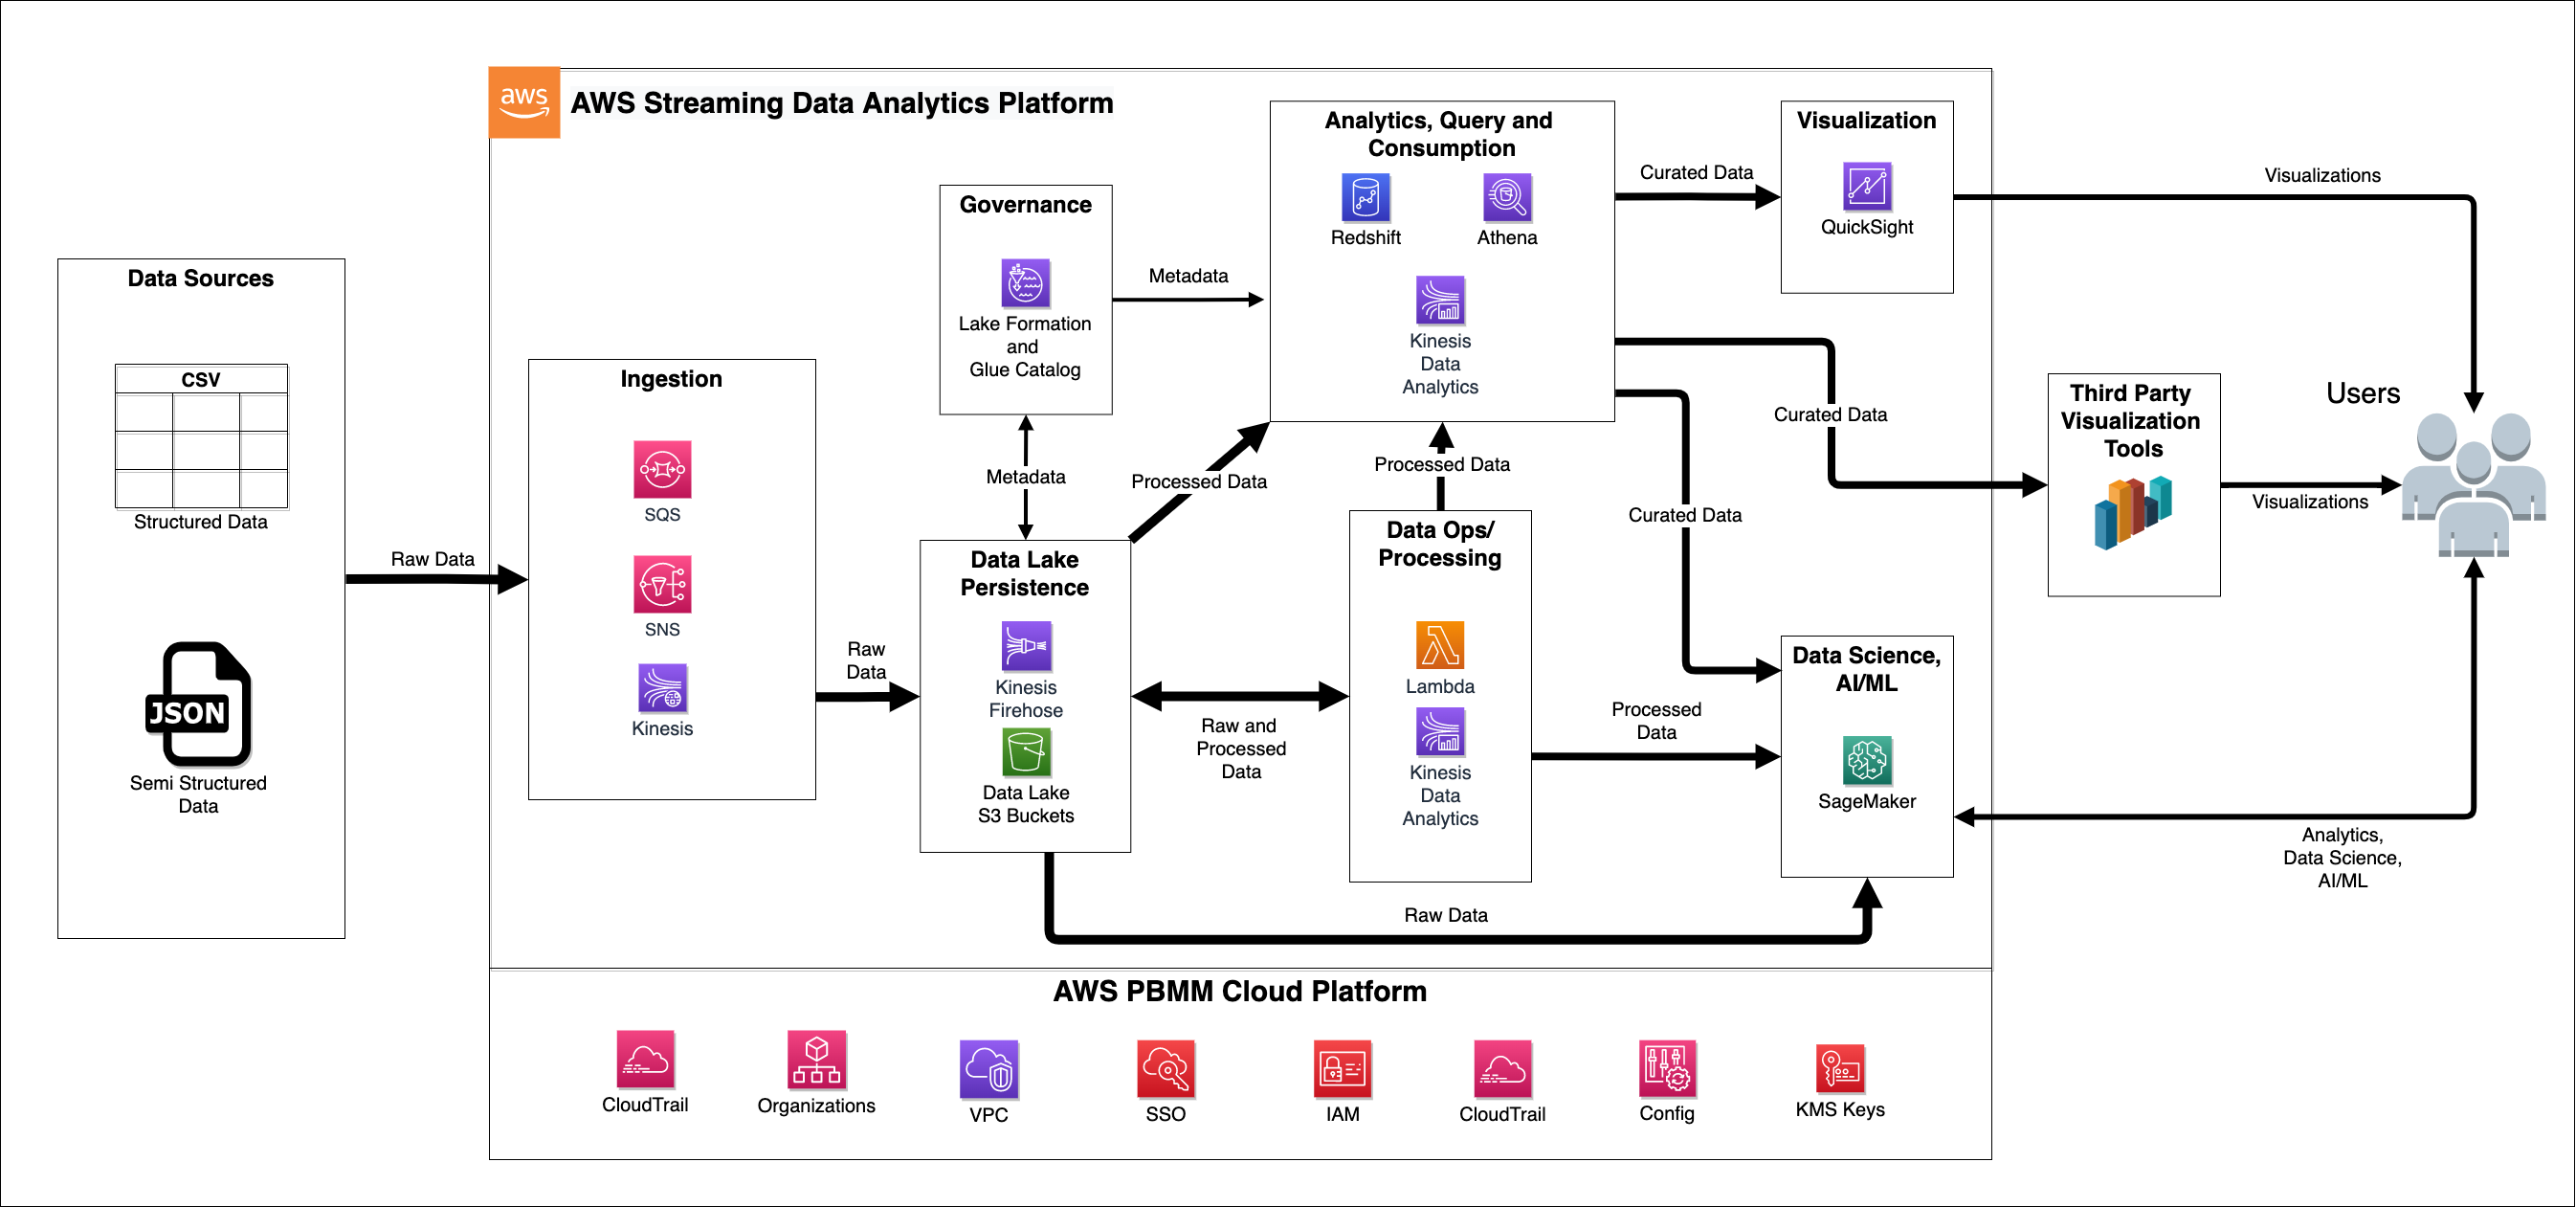 aws
AWS Streaming Data Analytics Platform
Data Sources
CSV
Structured Data
JSON
Semi Structured
Data
Raw Data
Ingestion
SQS
SNS
Kinesis
Raw
Data
Governance
Lake Formation
and
Glue Catalog
Metadata
Metadata
Data Lake
Persistence
Kinesis
Firehose
Data Lake
S3 Buckets
Processed Data
Raw and
Processed
Data
Raw Data
Analytics, Query and
Consumption
Redshift
Athena
Kinesis
Data
Analytics
Processed Data
Data Ops/
Processing
Lambda
Kinesis
Data
Analytics
Curated Data
Curated Data
Curated Data
Processed
Data
Visualization
QuickSight
Data Science,
AI/ML
SageMaker
Visualizations
Third Party
Visualization
Tools
Visualizations
Users
Analytics,
Data Science,
AI/ML
AWS PBMM Cloud Platform
CloudTrail
Organizations
VPC
SSO
IAM
CloudTrail
Config
KMS Keys